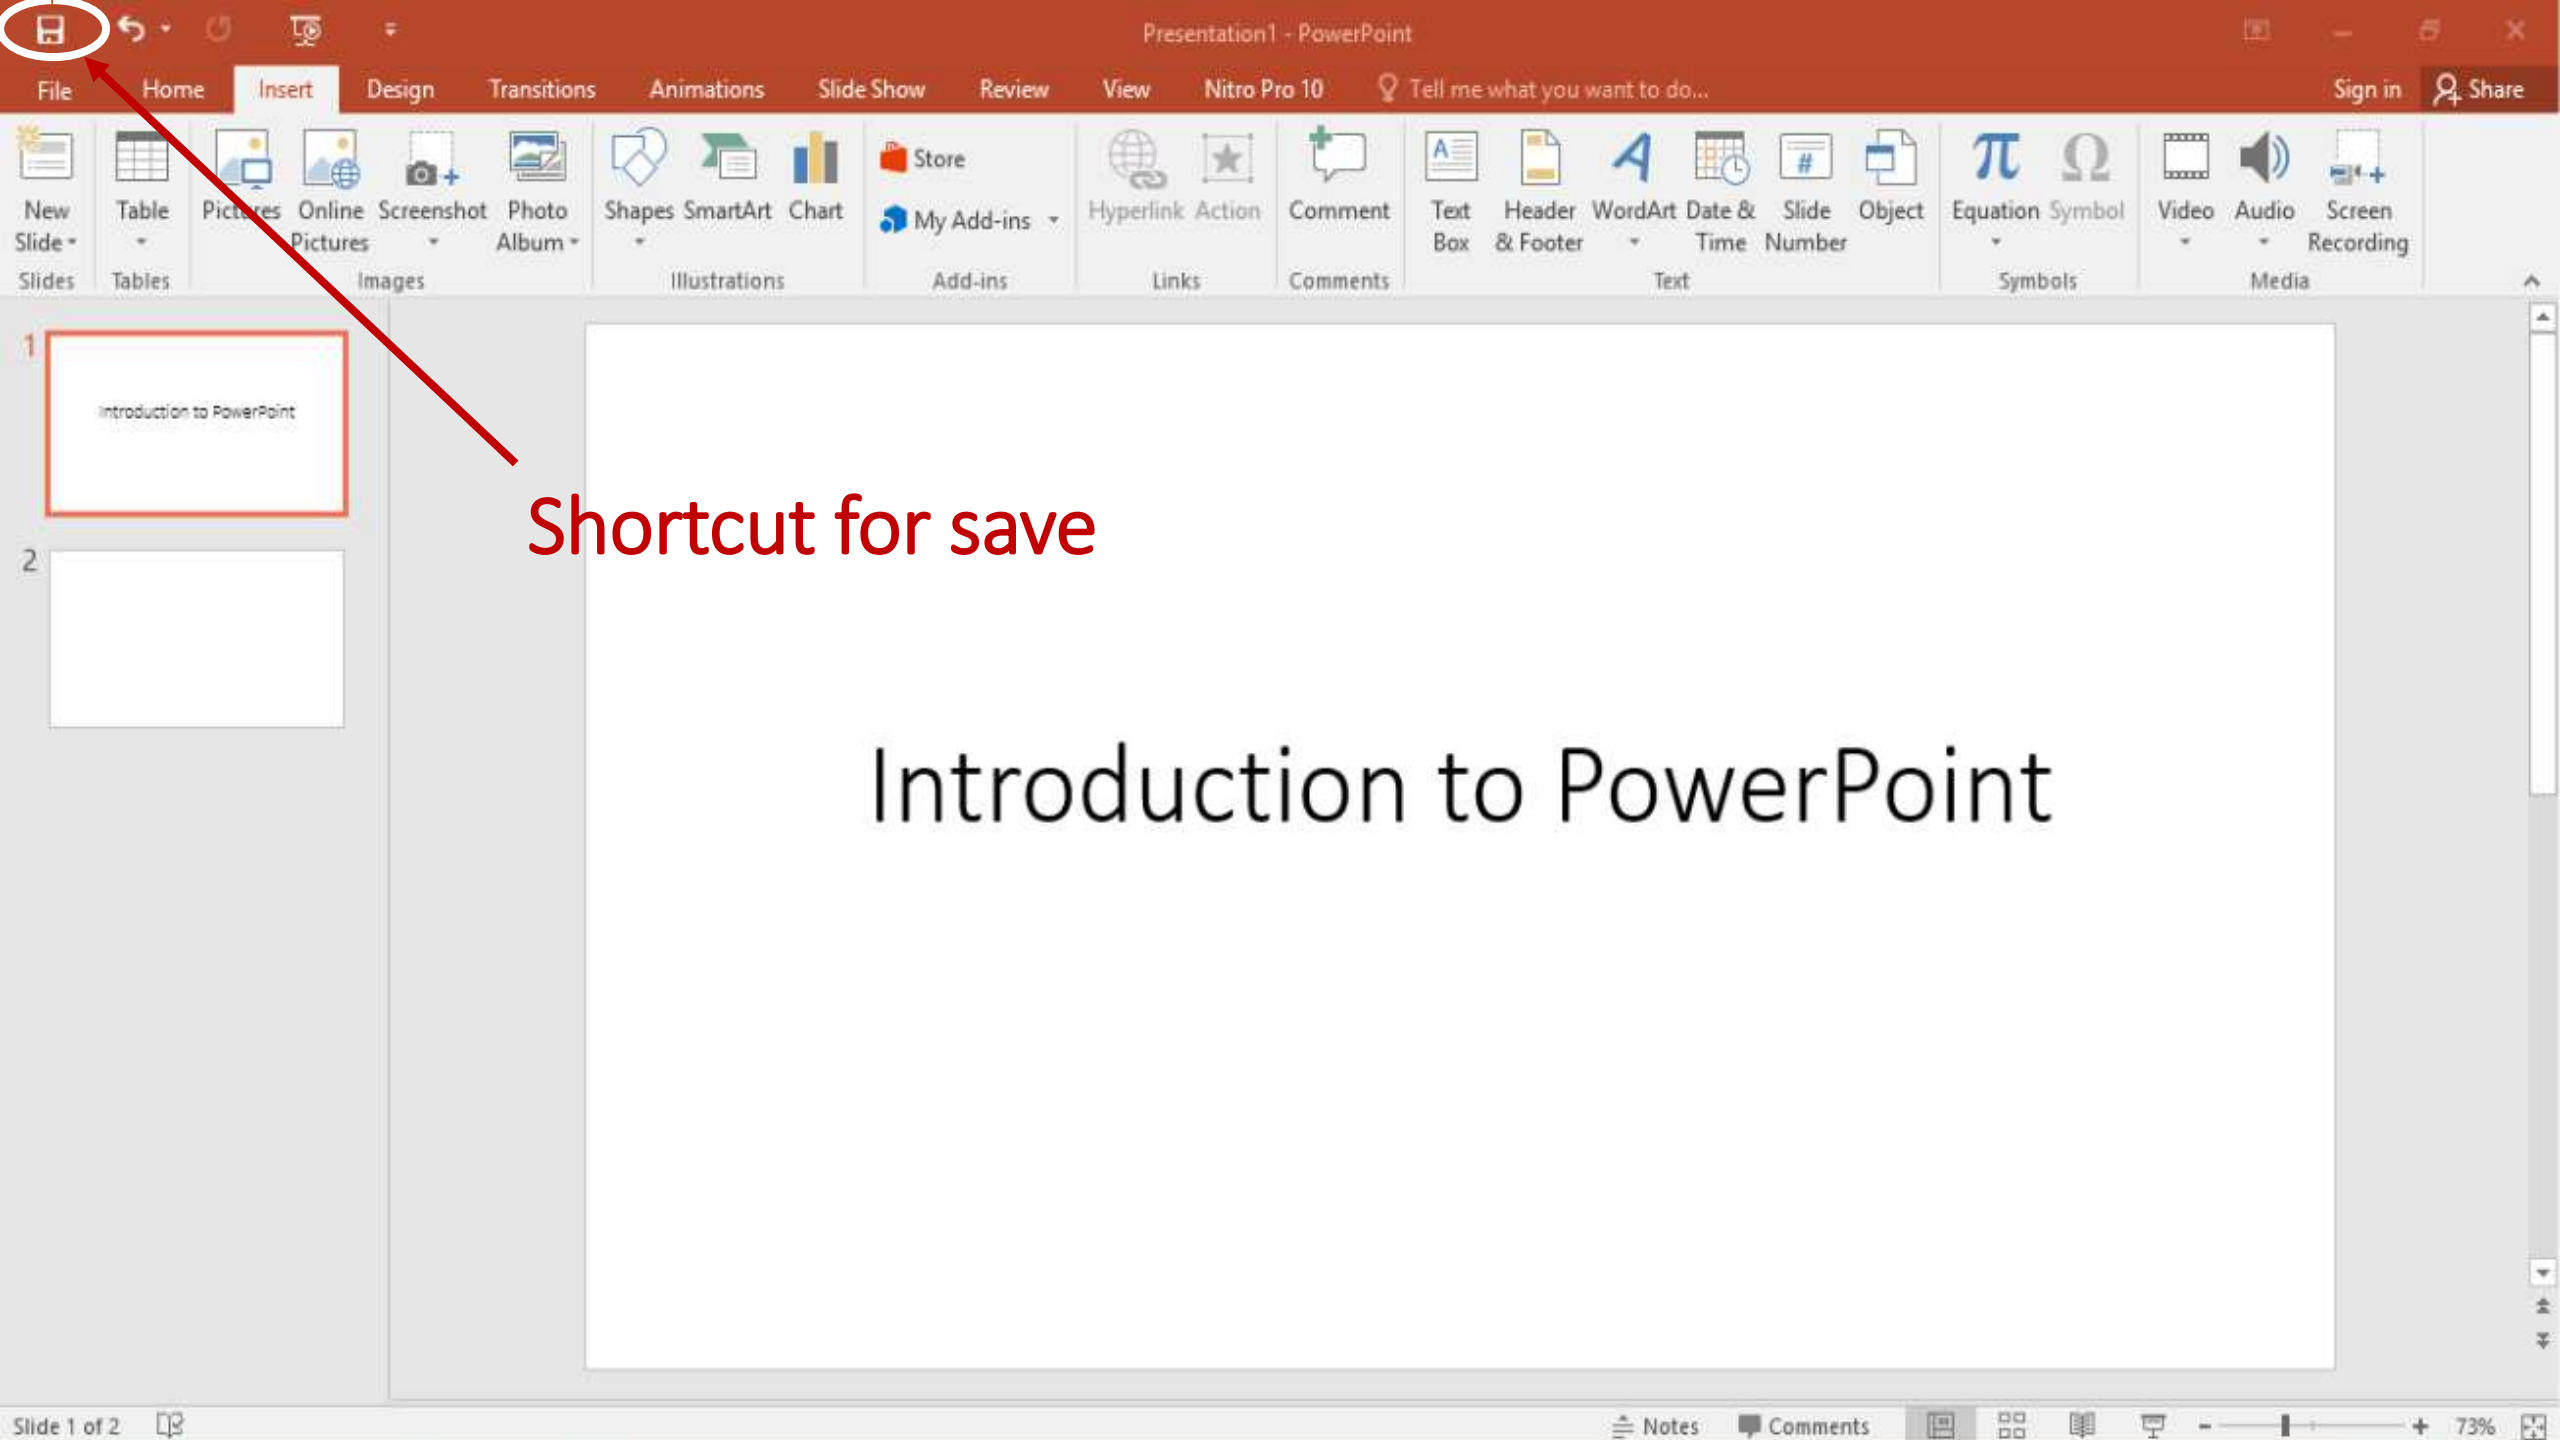 Presentation1 - PowerPoint
File Home Insert Design Transitions Animations Slide Show Review View Nitro Pro 10 Tell me what you want to do... Sign in Share
New Slide
Table
Pictures
Online Pictures
Screenshot
Photo Album
Shapes
SmartArt
Chart
Store
My Add-ins
Hyperlink
Action
Comment
Text Box
Header & Footer
WordArt
Date & Time
Slide Number
Object
Equation
Symbol
Video
Audio
Screen Recording
Slides Tables Images Illustrations Add-ins Links Comments Text Symbols Media
1
Introduction to PowerPoint
2
Shortcut for save
Introduction to PowerPoint
Slide 1 of 2 Notes Comments 73%